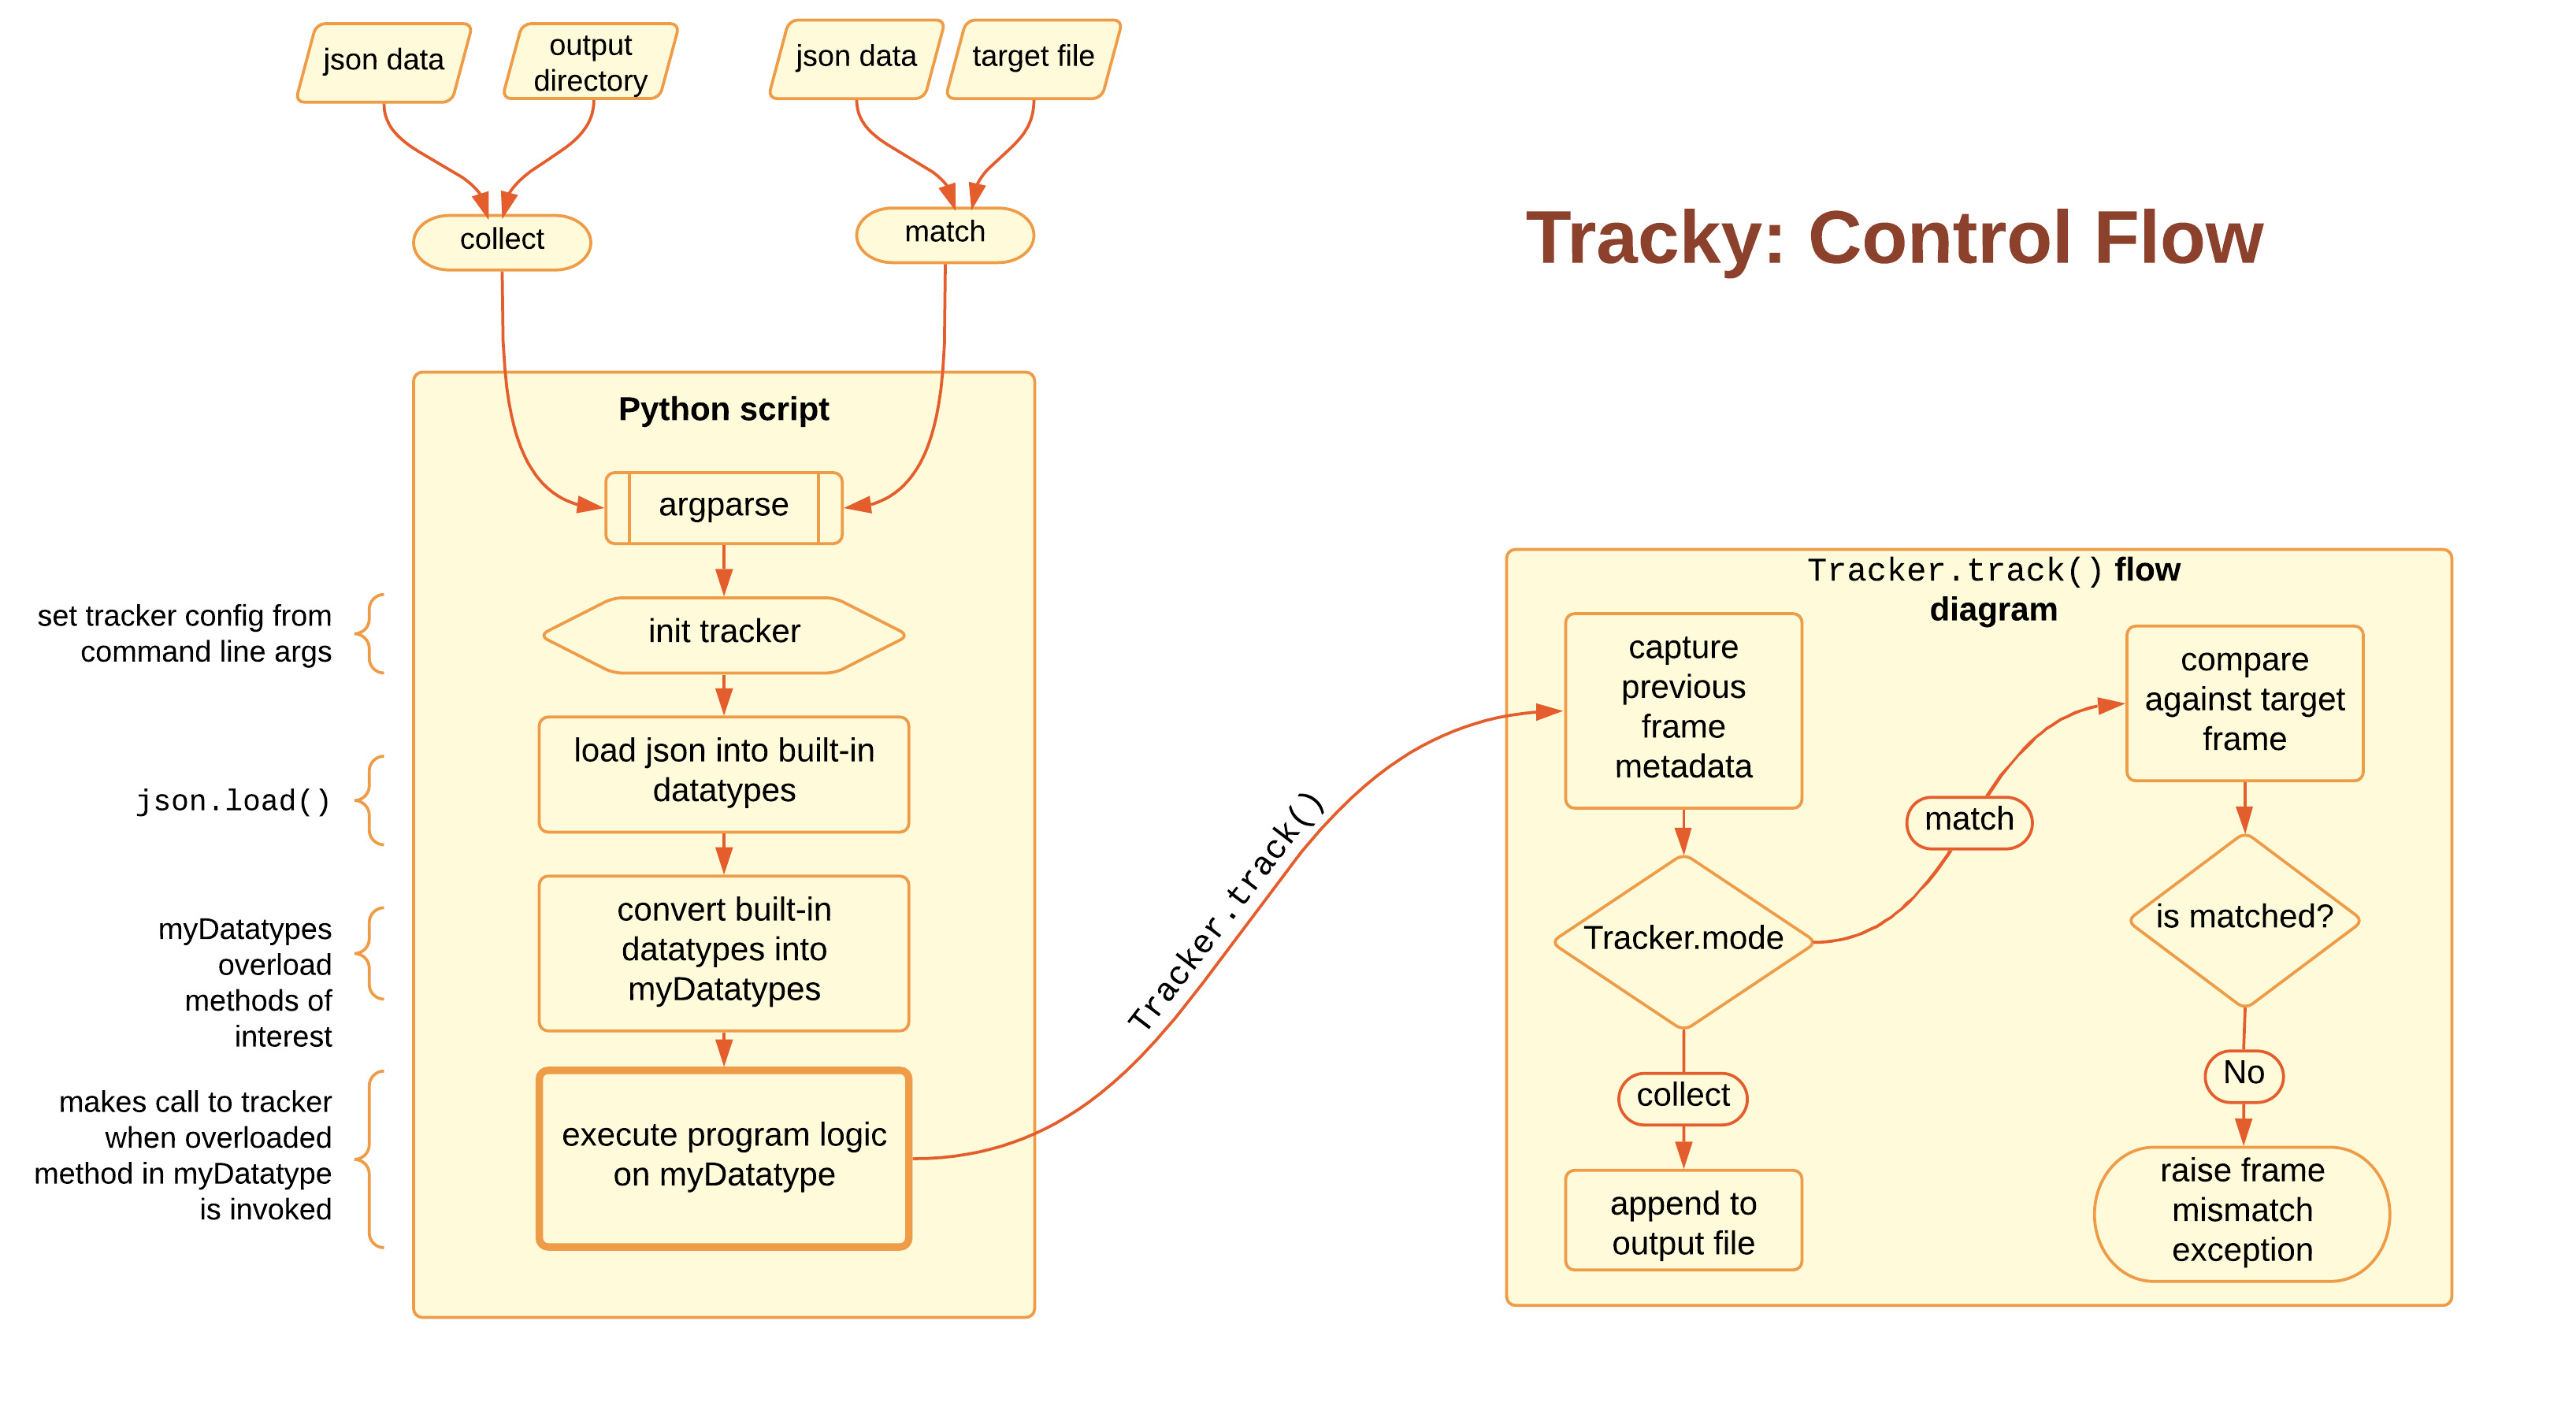 json data
output
directory
json data
target file
collect
match
Tracky: Control Flow
Python script
argparse
init tracker
load json into built-in
datatypes
convert built-in
datatypes into
myDatatypes
execute program logic
on myDatatype
set tracker config from
command line args
json.load()
myDatatypes
overload
methods of
interest
makes call to tracker
when overloaded
method in myDatatype
is invoked
Tracker.track()
Tracker.track() flow
diagram
capture
previous
frame
metadata
Tracker.mode
collect
append to
output file
match
compare
against target
frame
is matched?
No
raise frame
mismatch
exception